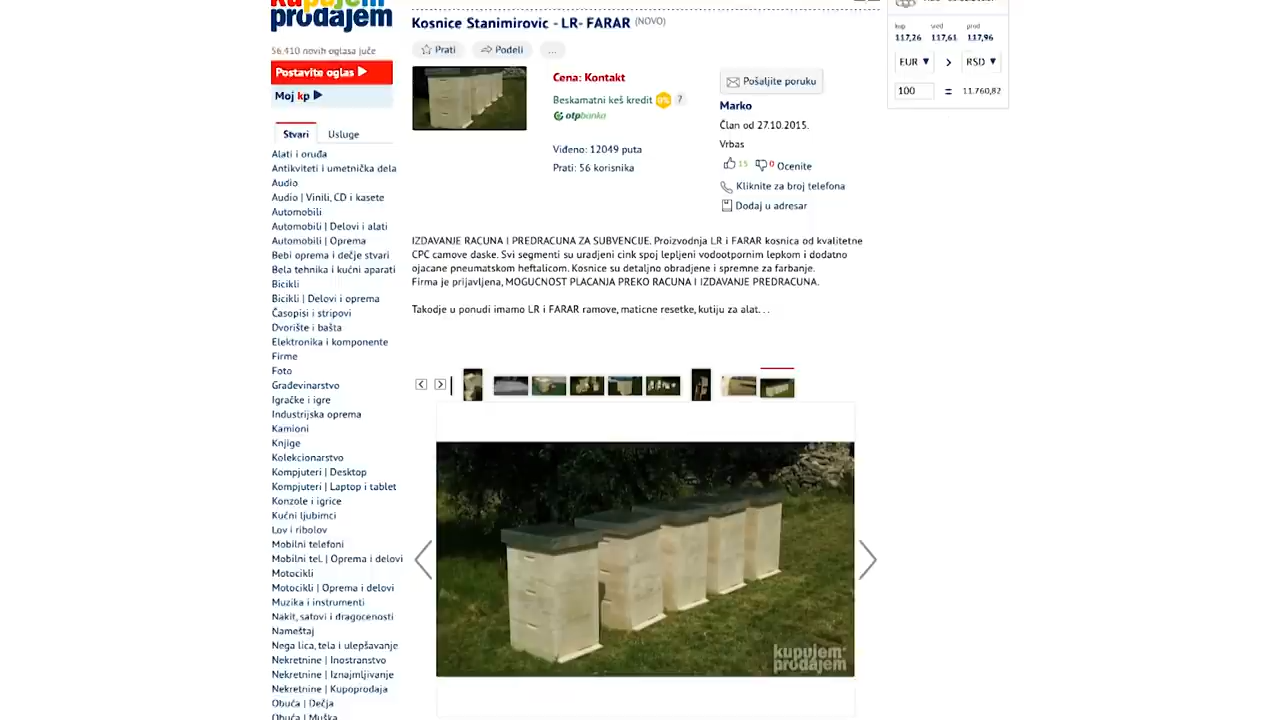 kupujem
prodajem
56.410 novih oglasa juče
Postavite oglas
Moj kp
Stvari
Usluge
Alati i oruđa
Antikviteti i umetnička dela
Audio
Audio | Vinili, CD i kasete
Automobili
Automobili | Delovi i alati
Automobili | Oprema
Bebi oprema i dečje stvari
Bela tehnika i kućni aparati
Bicikli
Bicikli | Delovi i oprema
Časopisi i stripovi
Dvorište i bašta
Elektronika i komponente
Firme
Foto
Građevinarstvo
Igračke i igre
Industrijska oprema
Kamioni
Knjige
Kolekcionarstvo
Kompjuteri | Desktop
Kompjuteri | Laptop i tablet
Konzole i igrice
Kućni ljubimci
Lov i ribolov
Mobilni telefoni
Mobilni tel. | Oprema i delovi
Motocikli
Motocikli | Oprema i delovi
Muzika i instrumenti
Nakit, satovi i dragocenosti
Nameštaj
Nega lica, tela i ulepšavanje
Nekretnine | Inostranstvo
Nekretnine | Iznajmljivanje
Nekretnine | Kupoprodaja
Obuća | Dečja
Obuća | Muška
Kosnice Stanimirovic - LR- FARAR (NOVO)
Prati
Podeli
...
Cena: Kontakt
Beskamatni keš kredit 0% ?
otpbanka
Viđeno: 12049 puta
Prati: 56 korisnika
Pošaljite poruku
Marko
Član od 27.10.2015.
Vrbas
15 0 Ocenite
Kliknite za broj telefona
Dodaj u adresar
IZDAVANJE RACUNA I PREDRACUNA ZA SUBVENCIJE. Proizvodnja LR i FARAR kosnica od kvalitetne
CPC camove daske. Svi segmenti su uradjeni cink spoj lepljeni vodootpornim lepkom i dodatno
ojacane pneumatskom heftalicom. Kosnice su detaljno obradjene i spremne za farbanje.
Firma je prijavljena, MOGUCNOST PLACANJA PREKO RACUNA I IZDAVANJE PREDRACUNA.
Takodje u ponudi imamo LR i FARAR ramove, maticne resetke, kutiju za alat. . .
kupujem
prodajem
kup sred prod
117,26 117,61 117,96
EUR > RSD
100 = 11.760,82